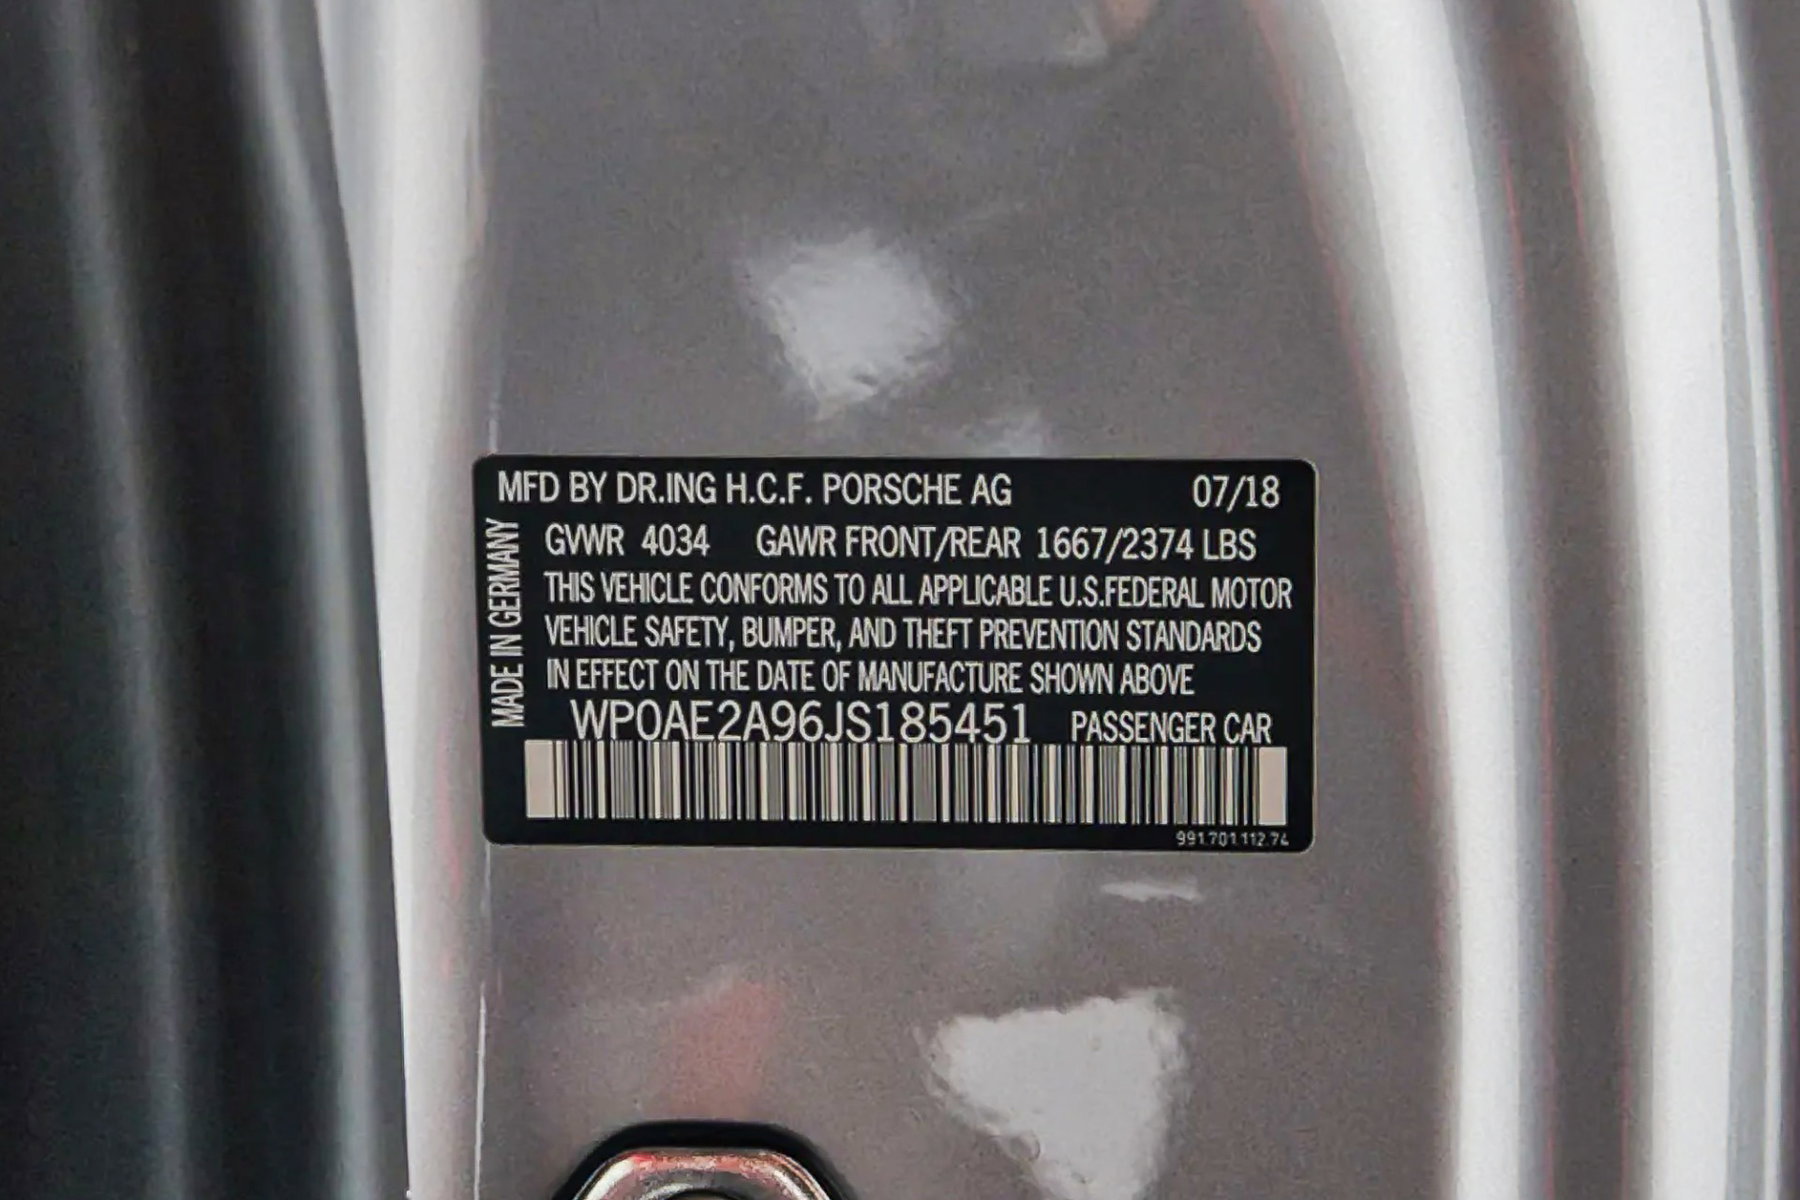 MFD BY DR.ING H.C.F. PORSCHE AG 07/18
GVWR 4034 GAWR FRONT/REAR 1667/2374 LBS
THIS VEHICLE CONFORMS TO ALL APPLICABLE U.S.FEDERAL MOTOR
VEHICLE SAFETY, BUMPER, AND THEFT PREVENTION STANDARDS
IN EFFECT ON THE DATE OF MANUFACTURE SHOWN ABOVE
WP0AE2A96JS185451 PASSENGER CAR
991.701.112.74
MADE IN GERMANY